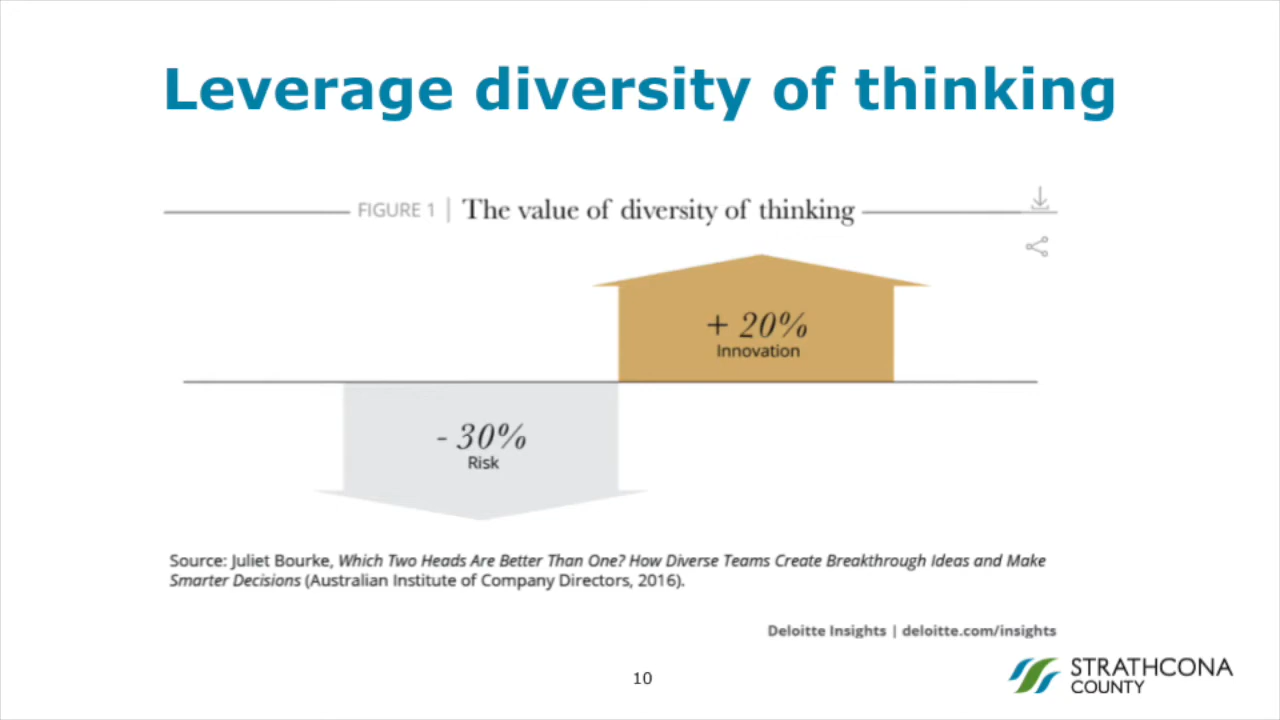 Leverage diversity of thinking
FIGURE 1 | The value of diversity of thinking
+ 20%
Innovation
- 30%
Risk
Source: Juliet Bourke, Which Two Heads Are Better Than One? How Diverse Teams Create Breakthrough Ideas and Make
Smarter Decisions (Australian Institute of Company Directors, 2016).
Deloitte Insights | deloitte.com/insights
10
STRATHCONA
COUNTY